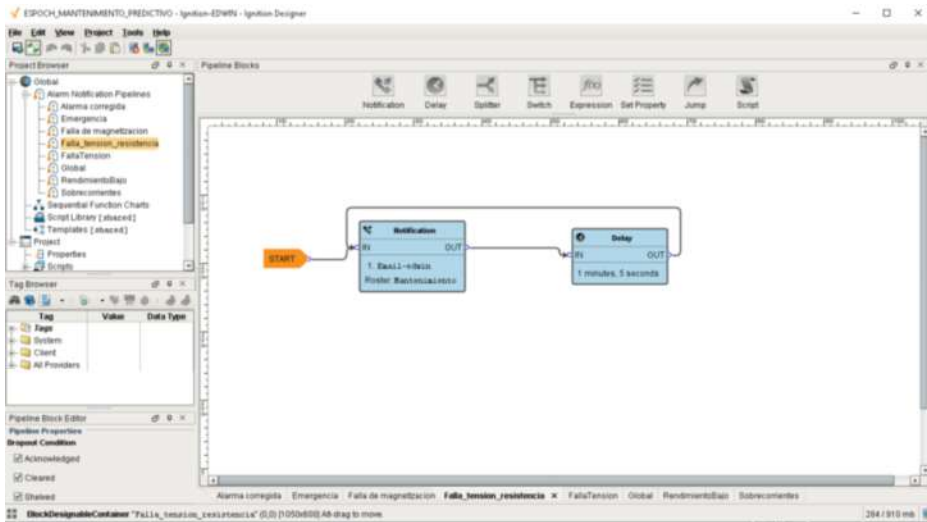 ESPOCH_MANTENIMIENTO_PREDICTIVO - Ignition-EDWIN - Ignition Designer
File Edit View Project Tools Help
Project Browser
Global
Alarm Notification Pipelines
Alarma corregida
Emergencia
Falla de magnetizacion
Falla_tension_resistencia
FallaTension
Global
RendimientoBajo
Sobrecorrientes
Sequential Function Charts
Script Library [shared]
Templates [shared]
Project
Properties
Scripts
Tag Browser
Tag Value Data Type
Tags
System
Client
All Providers
Pipeline Block Editor
Pipeline Properties
Dropout Condition
Acknowledged
Cleared
Shelved
Pipeline Blocks
Notification Delay Splitter Switch Expression Set Property Jump Script
START
Notification
IN OUT
1. Email-edwin
Roster Mantenimiento
Delay
IN OUT
1 minutes, 5 seconds
Alarma corregida Emergencia Falla de magnetizacion Falla_tension_resistencia × FallaTension Global RendimientoBajo Sobrecorrientes
BlockDesignableContainer "Falla_tension_resistencia" (0,0) [1050x600] Alt-drag to move.
264 / 910 mb